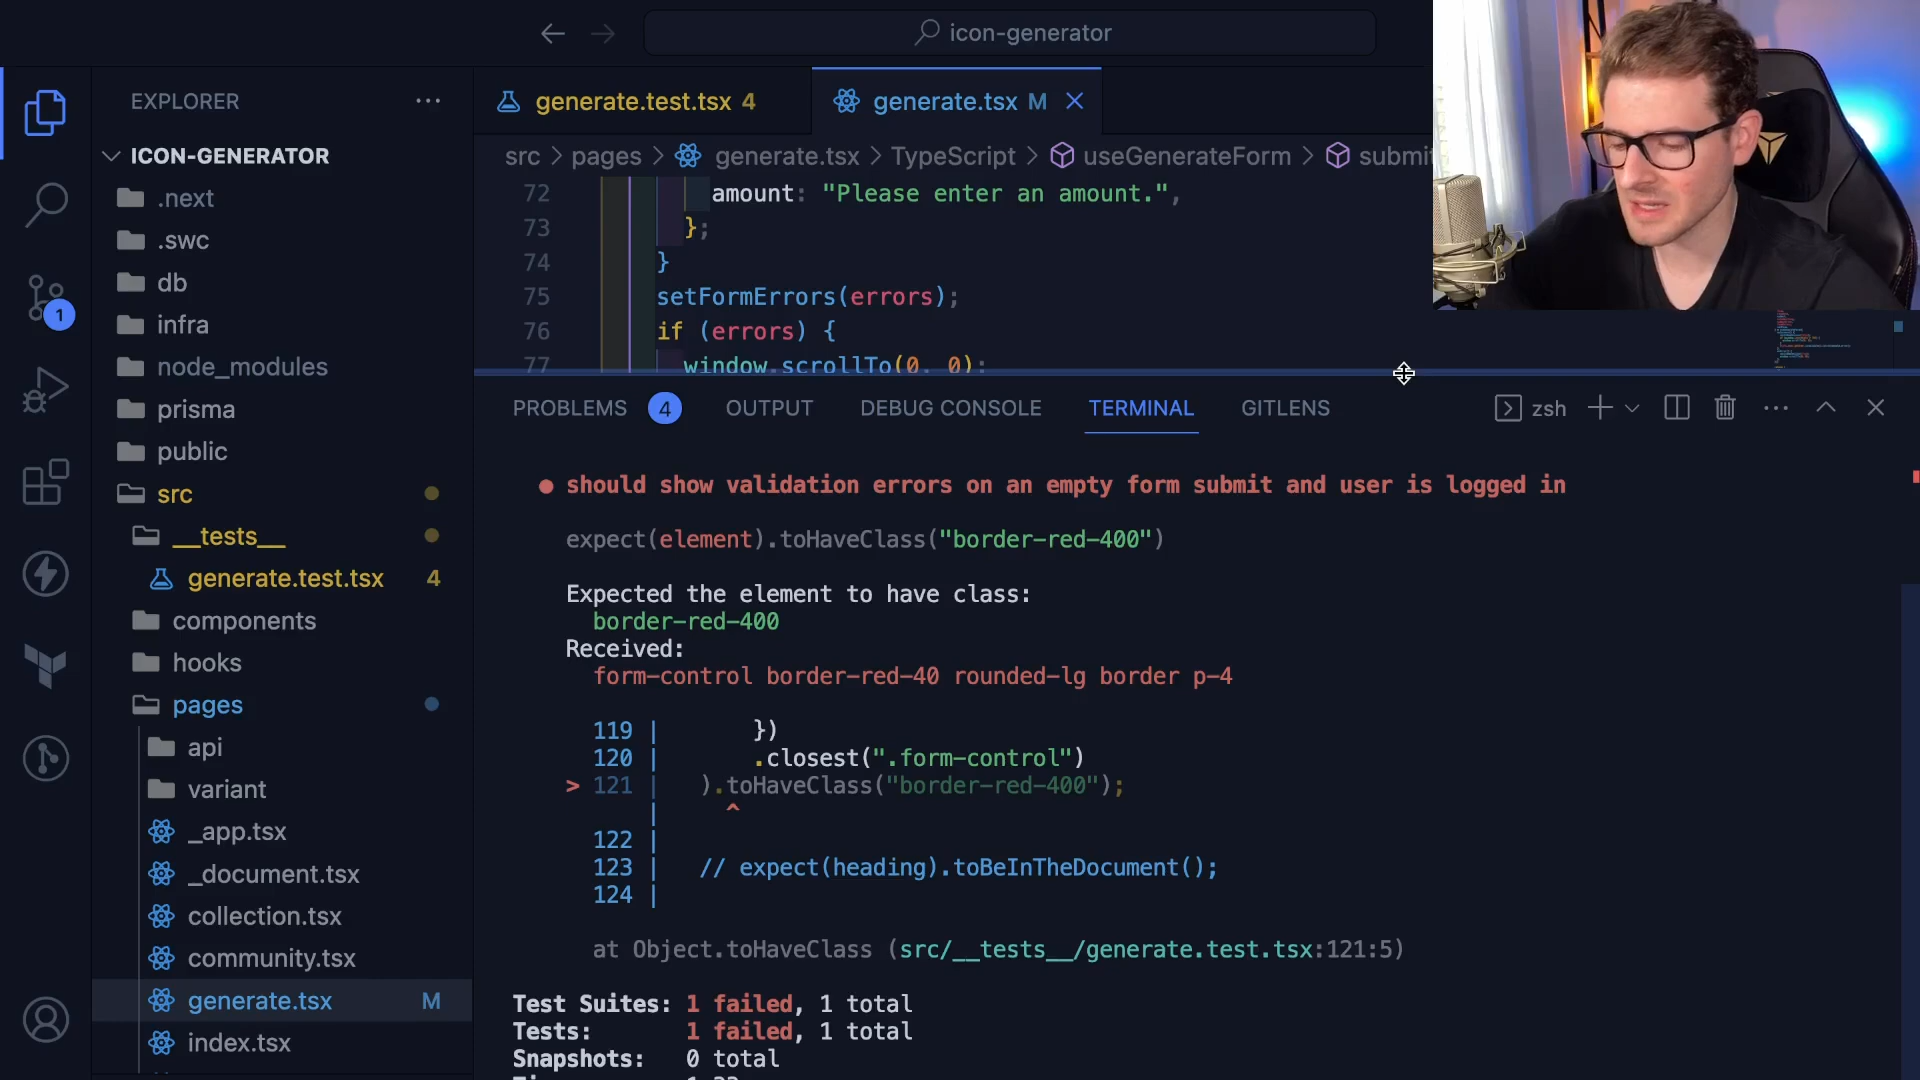 icon-generator
EXPLORER
generate.test.tsx 4
generate.tsx M
ICON-GENERATOR
src > pages > generate.tsx > TypeScript > useGenerateForm >
.next
.swc
db
infra
node_modules
prisma
public
src
__tests__
generate.test.tsx 4
components
hooks
pages
api
variant
_app.tsx
_document.tsx
collection.tsx
community.tsx
generate.tsx M
index.tsx
1
72 amount: "Please enter an amount.",
73 };
74 }
75 setFormErrors(errors);
76 if (errors) {
77 window.scrollTo(0, 0);
PROBLEMS 4 OUTPUT DEBUG CONSOLE TERMINAL GITLENS
zsh
● should show validation errors on an empty form submit and user is logged in
expect(element).toHaveClass("border-red-400")
Expected the element to have class:
border-red-400
Received:
form-control border-red-40 rounded-lg border p-4
119 | })
120 | .closest(".form-control")
> 121 | ).toHaveClass("border-red-400");
| ^
122 |
123 | // expect(heading).toBeInTheDocument();
124 |
at Object.toHaveClass (src/__tests__/generate.test.tsx:121:5)
Test Suites: 1 failed, 1 total
Tests: 1 failed, 1 total
Snapshots: 0 total